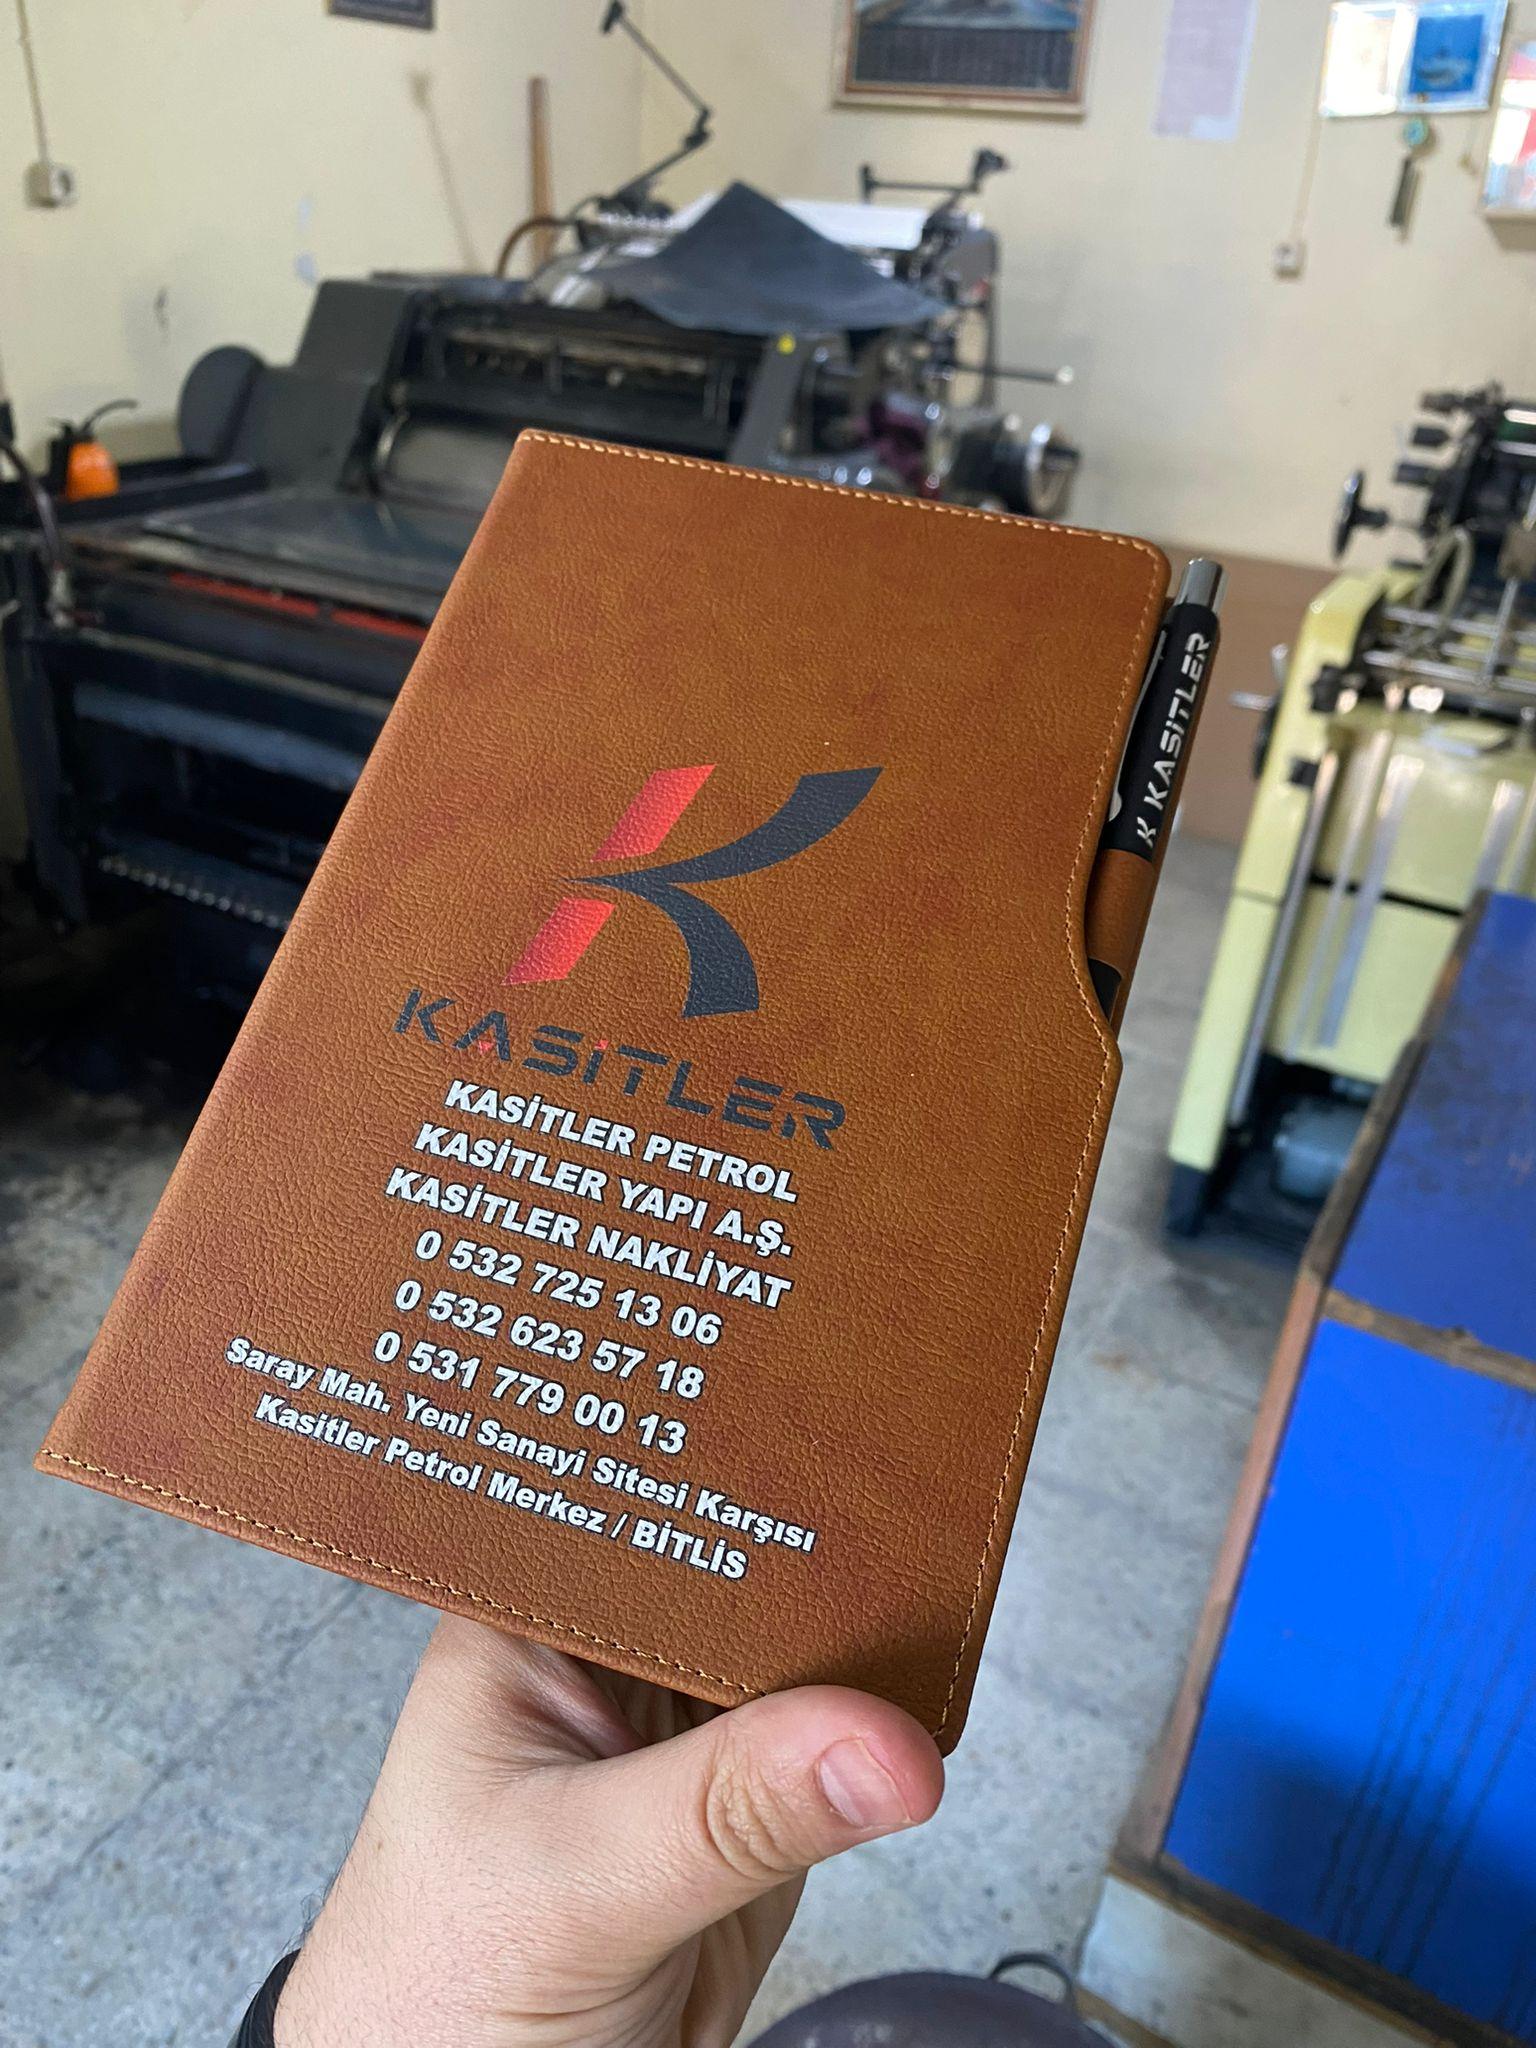 KASİTLER
KASİTLER PETROL
KASİTLER YAPI A.Ş.
KASİTLER NAKLİYAT
0 532 725 13 06
0 532 623 57 18
0 531 779 00 13
Saray Mah. Yeni Sanayi Sitesi Karşısı
Kasitler Petrol Merkez / BİTLİS
K KASİTLER